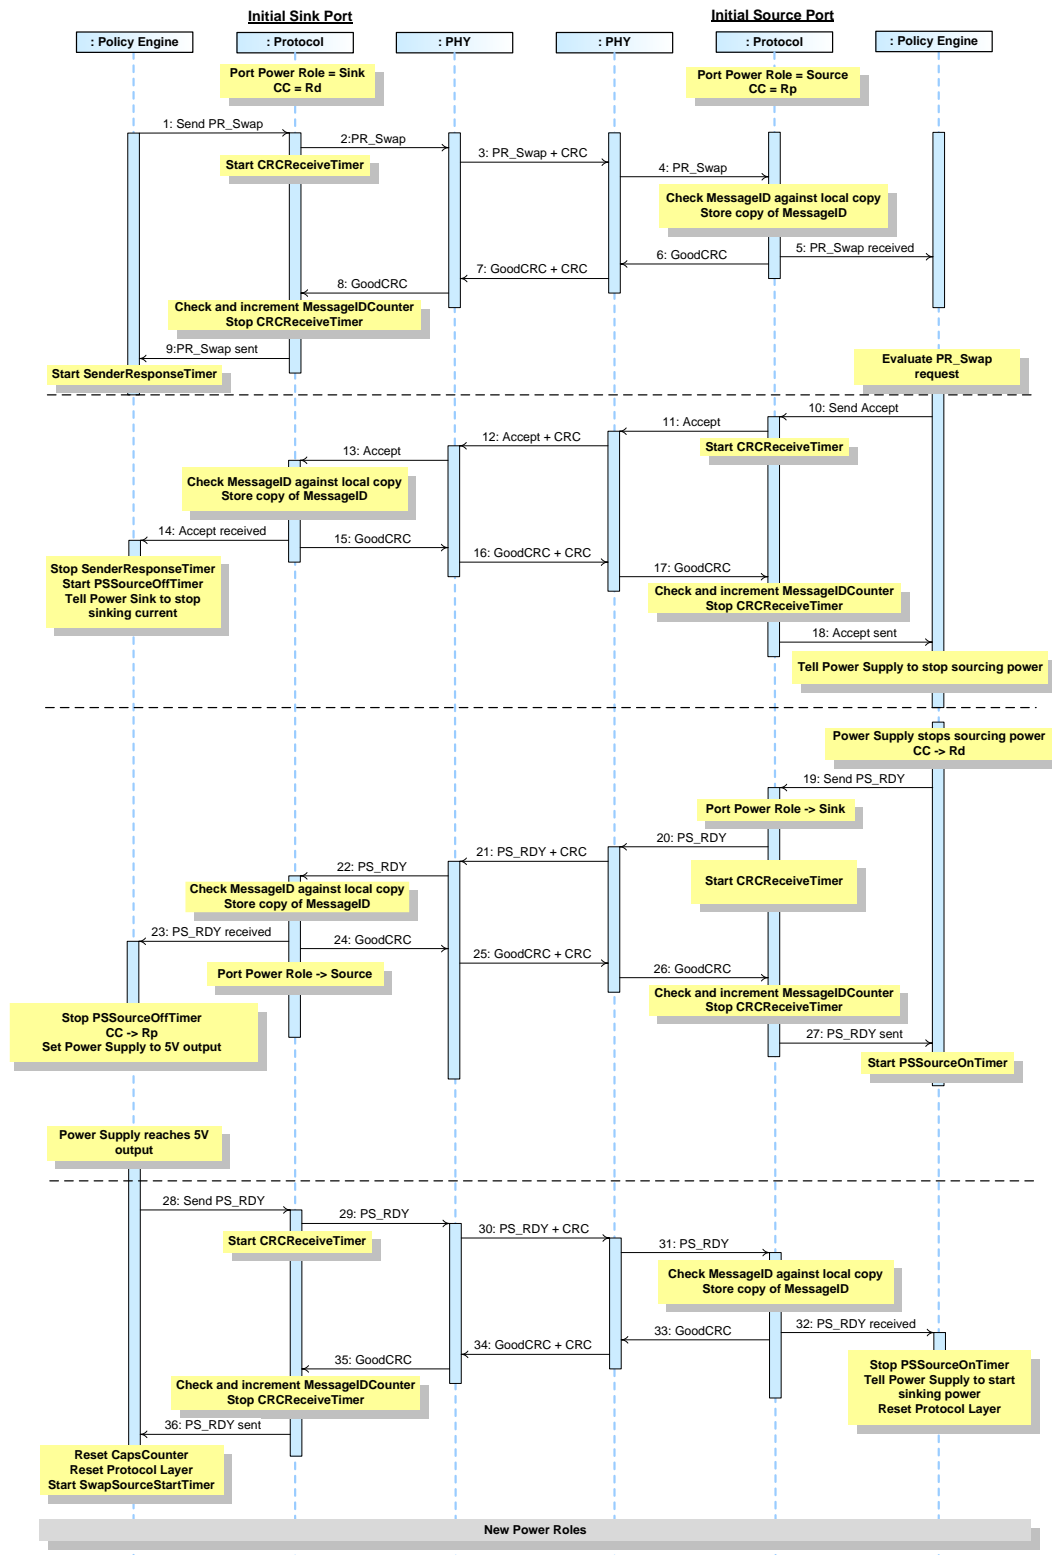 Initial Sink Port
Initial Source Port
: Policy Engine
: Protocol
: PHY
: PHY
: Protocol
: Policy Engine
Port Power Role = Sink
CC = Rd
Port Power Role = Source
CC = Rp
1: Send PR_Swap
2:PR_Swap
Start CRCReceiveTimer
3: PR_Swap + CRC
4: PR_Swap
Check MessageID against local copy
Store copy of MessageID
5: PR_Swap received
6: GoodCRC
7: GoodCRC + CRC
8: GoodCRC
Check and increment MessageIDCounter
Stop CRCReceiveTimer
9:PR_Swap sent
Start SenderResponseTimer
Evaluate PR_Swap
request
10: Send Accept
11: Accept
Start CRCReceiveTimer
12: Accept + CRC
13: Accept
Check MessageID against local copy
Store copy of MessageID
14: Accept received
15: GoodCRC
16: GoodCRC + CRC
17: GoodCRC
Stop SenderResponseTimer
Start PSSourceOffTimer
Tell Power Sink to stop
sinking current
Check and increment MessageIDCounter
Stop CRCReceiveTimer
18: Accept sent
Tell Power Supply to stop sourcing power
Power Supply stops sourcing power
CC -> Rd
19: Send PS_RDY
Port Power Role -> Sink
20: PS_RDY
21: PS_RDY + CRC
22: PS_RDY
Start CRCReceiveTimer
Check MessageID against local copy
Store copy of MessageID
23: PS_RDY received
24: GoodCRC
25: GoodCRC + CRC
26: GoodCRC
Port Power Role -> Source
Check and increment MessageIDCounter
Stop CRCReceiveTimer
Stop PSSourceOffTimer
CC -> Rp
Set Power Supply to 5V output
27: PS_RDY sent
Start PSSourceOnTimer
Power Supply reaches 5V
output
28: Send PS_RDY
29: PS_RDY
Start CRCReceiveTimer
30: PS_RDY + CRC
31: PS_RDY
Check MessageID against local copy
Store copy of MessageID
32: PS_RDY received
33: GoodCRC
34: GoodCRC + CRC
35: GoodCRC
Stop PSSourceOnTimer
Tell Power Supply to start
sinking power
Reset Protocol Layer
Check and increment MessageIDCounter
Stop CRCReceiveTimer
36: PS_RDY sent
Reset CapsCounter
Reset Protocol Layer
Start SwapSourceStartTimer
New Power Roles